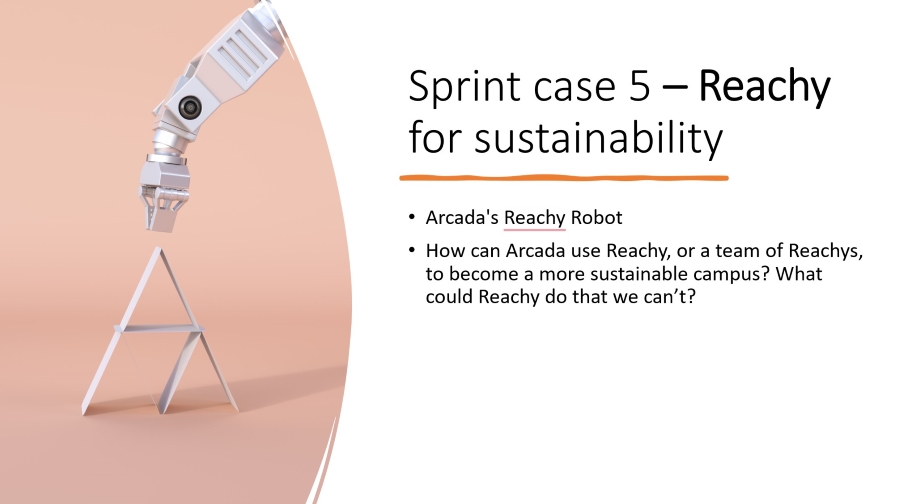 Sprint case 5 – Reachy
for sustainability
• Arcada's Reachy Robot
• How can Arcada use Reachy, or a team of Reachys,
to become a more sustainable campus? What
could Reachy do that we can’t?